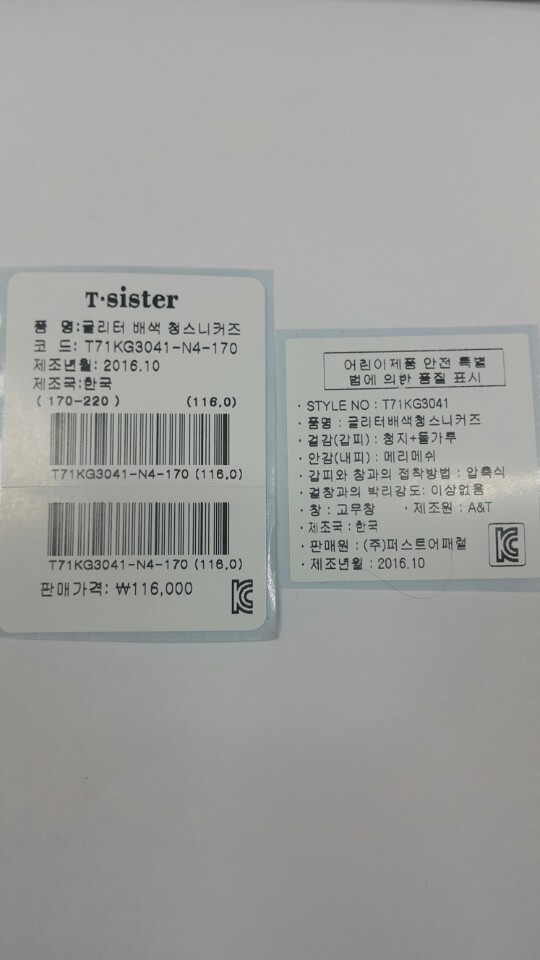 T·sister
품 명:글리터 배색 청스니커즈
코 드: T71KG3041-N4-170
제조년월: 2016.10
제조국:한국
( 170-220 ) (116.0)
T71KG3041-N4-170 (116.0)
T71KG3041-N4-170 (116.0)
판매가격: ₩116,000
어린이제품 안전 특별
법에 의한 품질 표시
· STYLE NO : T71KG3041
· 품명 : 글리터배색청스니커즈
· 겉감(갑피) : 청지+돌가루
· 안감(내피) : 메리메쉬
· 갑피와 창과의 접착방법 : 압축식
· 겉창과의 박리강도: 이상없음
· 창 : 고무창 · 제조원 : A&T
· 제조국 : 한국
· 판매원 : (주)퍼스트어패럴
· 제조년월 : 2016.10